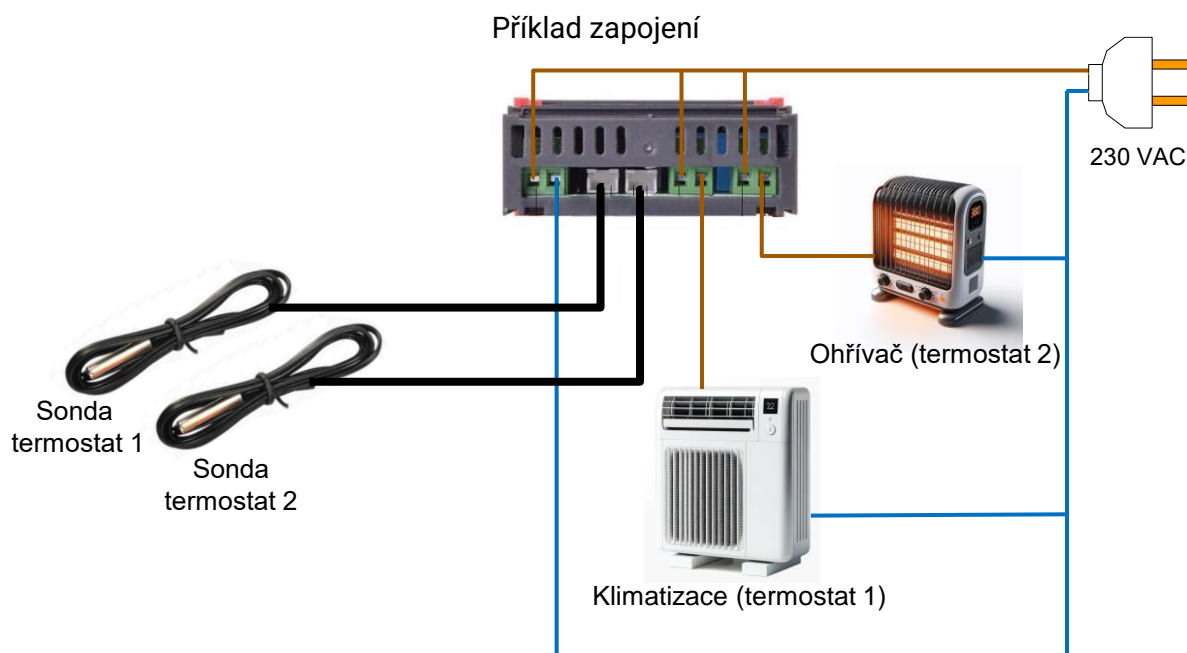 Příklad zapojení
230 VAC
Ohřívač (termostat 2)
Sonda
termostat 1
Sonda
termostat 2
Klimatizace (termostat 1)